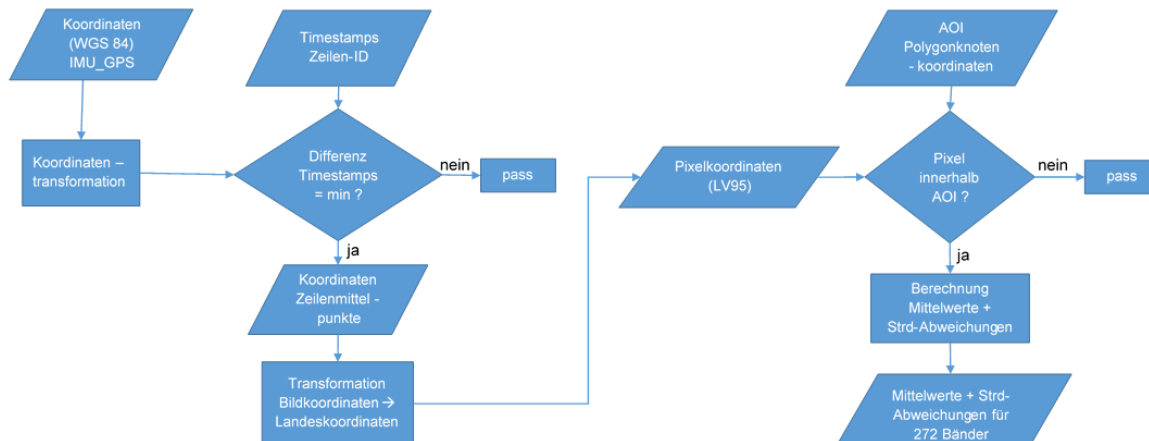 Koordinaten
(WGS 84)
IMU_GPS
Timestamps
Zeilen-ID
AOI
Polygonknoten
- koordinaten
Koordinaten –
transformation
Differenz
Timestamps
= min ?
nein
pass
Pixelkoordinaten
(LV95)
Pixel
innerhalb
AOI ?
nein
pass
ja
ja
Koordinaten
Zeilenmittel -
punkte
Berechnung
Mittelwerte +
Strd-Abweichungen
Transformation
Bildkoordinaten →
Landeskoordinaten
Mittelwerte + Strd-
Abweichungen für
272 Bänder